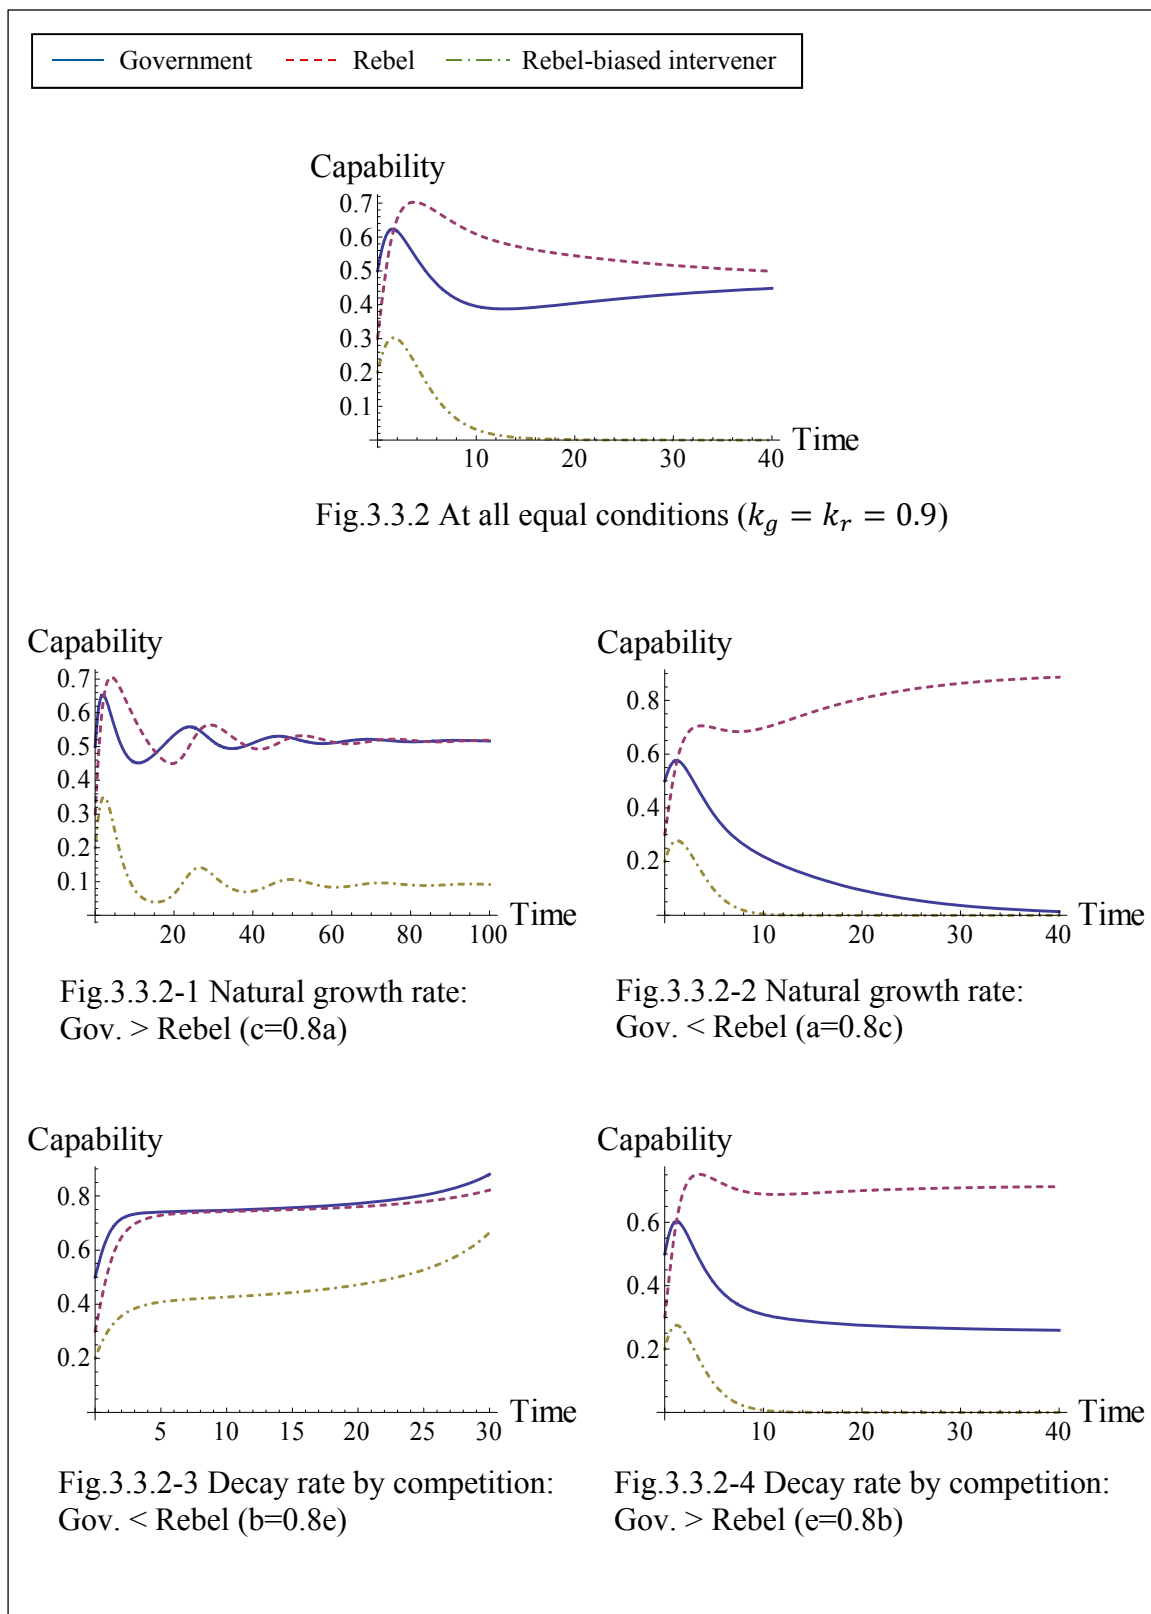 Government Rebel Rebel-biased intervener
Capability
0.7
0.6
0.5
0.4
0.3
0.2
0.1
10 20 30 40 Time
Fig.3.3.2 At all equal conditions (k_g = k_r = 0.9)
Capability
0.7
0.6
0.5
0.4
0.3
0.2
0.1
20 40 60 80 100 Time
Fig.3.3.2-1 Natural growth rate:
Gov. > Rebel (c=0.8a)
Capability
0.8
0.6
0.4
0.2
10 20 30 40 Time
Fig.3.3.2-2 Natural growth rate:
Gov. < Rebel (a=0.8c)
Capability
0.8
0.6
0.4
0.2
5 10 15 20 25 30 Time
Fig.3.3.2-3 Decay rate by competition:
Gov. < Rebel (b=0.8e)
Capability
0.6
0.4
0.2
10 20 30 40 Time
Fig.3.3.2-4 Decay rate by competition:
Gov. > Rebel (e=0.8b)